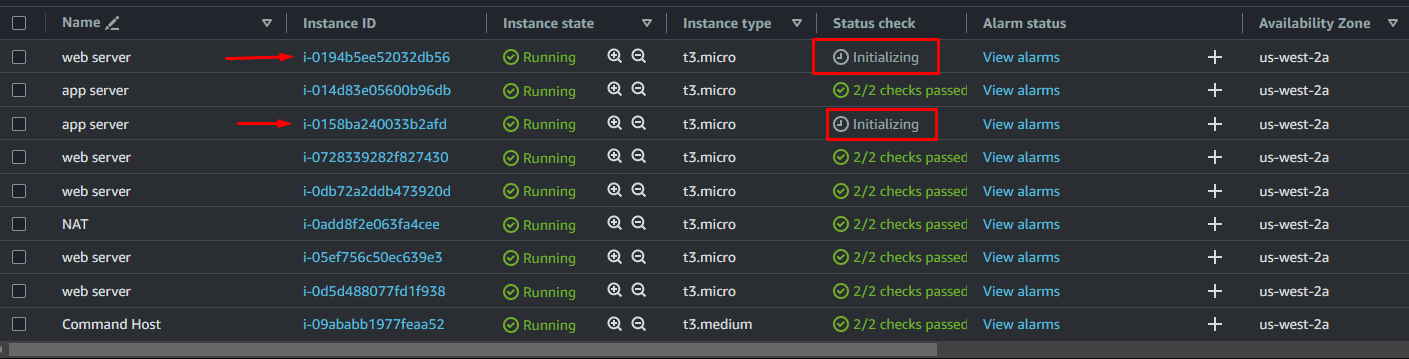 Name Instance ID Instance state Instance type Status check Alarm status Availability Zone
web server i-0194b5ee52032db56 Running t3.micro Initializing View alarms us-west-2a
app server i-014d83e05600b96db Running t3.micro 2/2 checks passed View alarms us-west-2a
app server i-0158ba240033b2afd Running t3.micro Initializing View alarms us-west-2a
web server i-0728339282f827430 Running t3.micro 2/2 checks passed View alarms us-west-2a
web server i-0db72a2ddb473920d Running t3.micro 2/2 checks passed View alarms us-west-2a
NAT i-0add8f2e063fa4cee Running t3.micro 2/2 checks passed View alarms us-west-2a
web server i-05ef756c50ec639e3 Running t3.micro 2/2 checks passed View alarms us-west-2a
web server i-0d5d488077fd1f938 Running t3.micro 2/2 checks passed View alarms us-west-2a
Command Host i-09ababb1977feaa52 Running t3.medium 2/2 checks passed View alarms us-west-2a